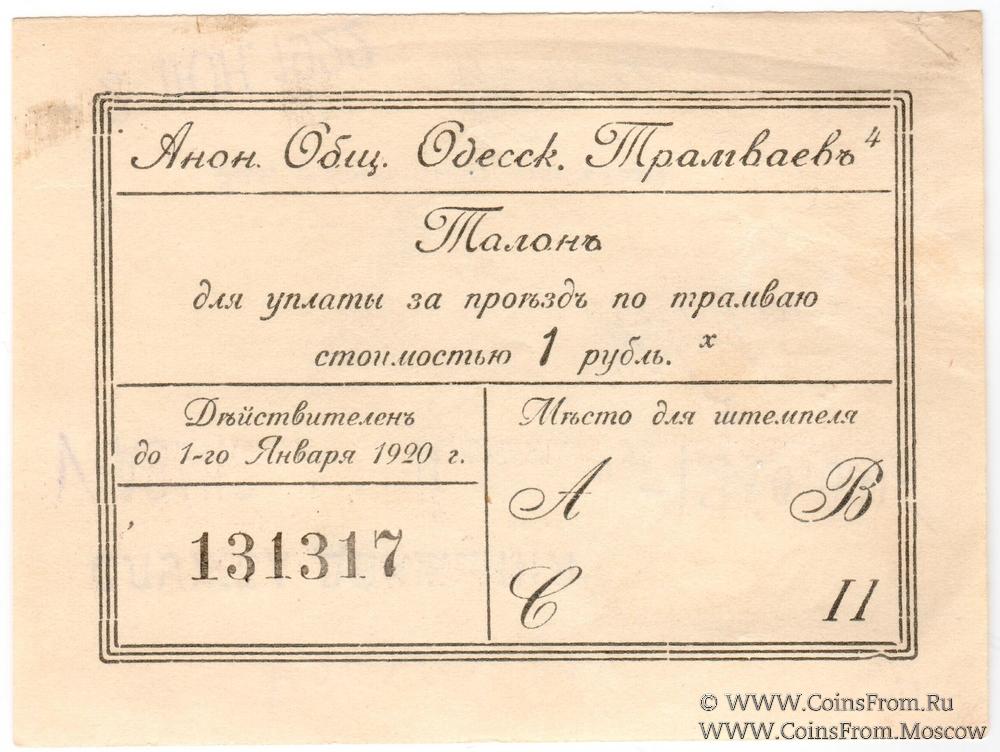 Анон. Общ. Одесск. Трамваевъ 4
Талонъ
для уплаты за проѣздъ по трамваю
стоимостью 1 рубль. x
Дѣйствителенъ
до 1-го Января 1920 г.
131317
Мѣсто для штемпеля
А В
С II
© WWW.CoinsFrom.Ru
WWW.CoinsFrom.Moscow